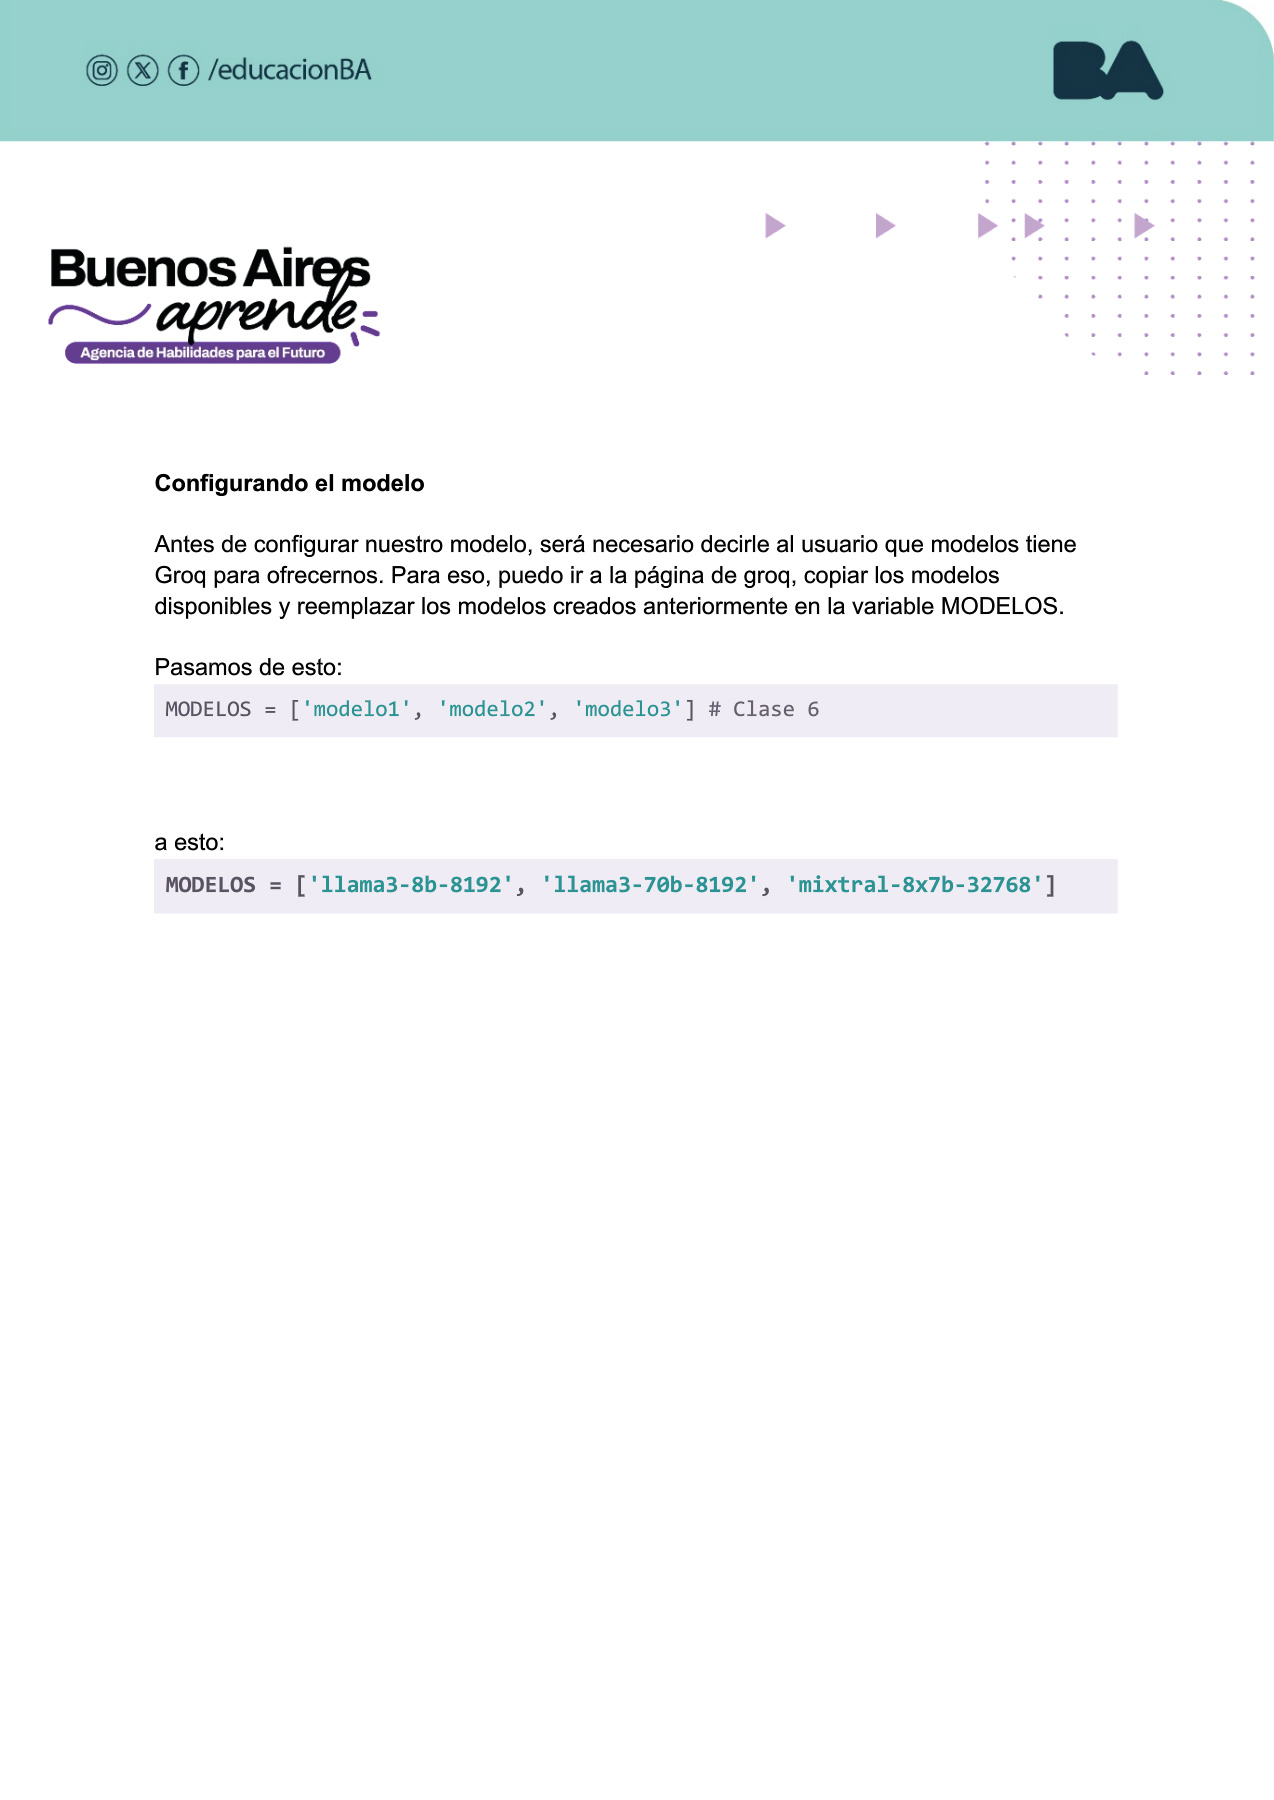 /educacionBA
BA
Buenos Aires
aprende
Agencia de Habilidades para el Futuro
Configurando el modelo
Antes de configurar nuestro modelo, será necesario decirle al usuario que modelos tiene
Groq para ofrecernos. Para eso, puedo ir a la página de groq, copiar los modelos
disponibles y reemplazar los modelos creados anteriormente en la variable MODELOS.
Pasamos de esto:
MODELOS = ['modelo1', 'modelo2', 'modelo3'] # Clase 6
a esto:
MODELOS = ['llama3-8b-8192', 'llama3-70b-8192', 'mixtral-8x7b-32768']